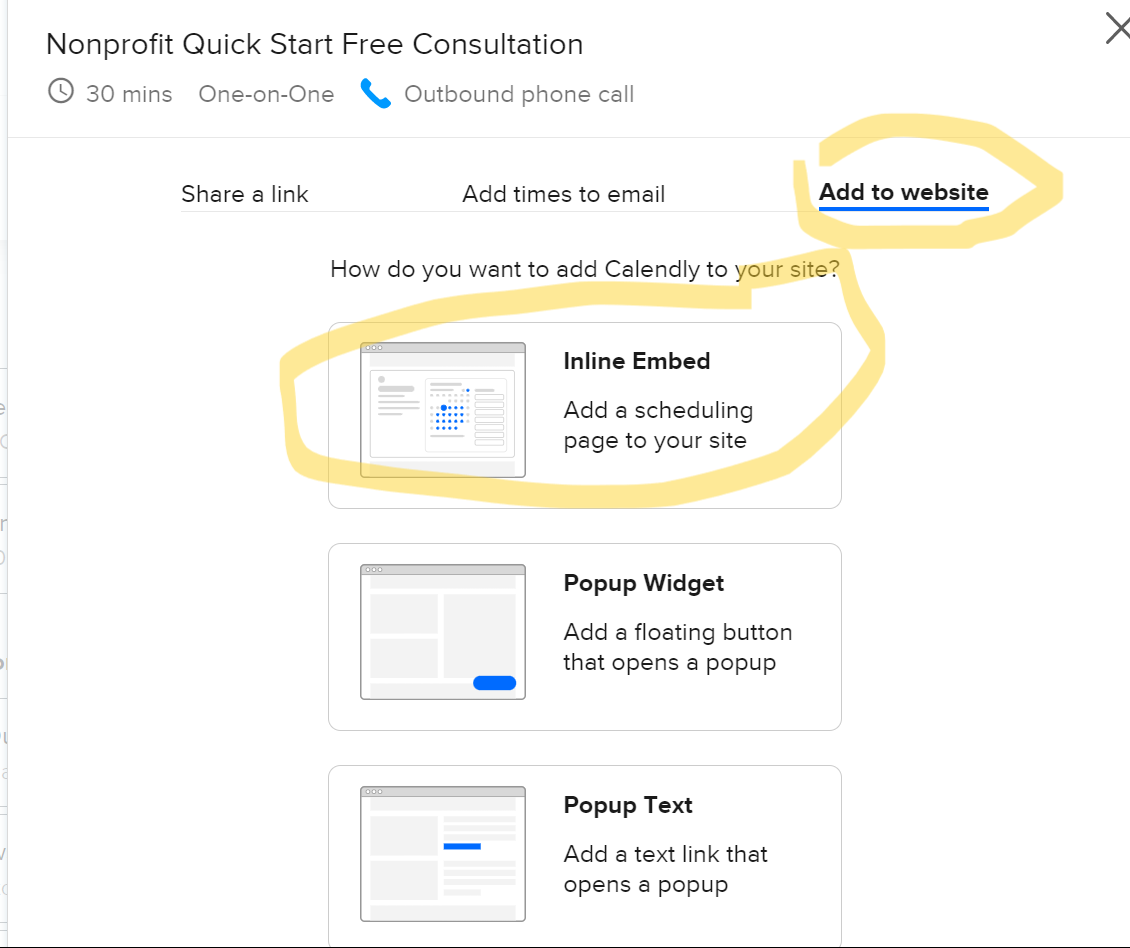 Nonprofit Quick Start Free Consultation
30 mins One-on-One Outbound phone call
Share a link Add times to email Add to website
How do you want to add Calendly to your site?
Inline Embed
Add a scheduling
page to your site
Popup Widget
Add a floating button
that opens a popup
Popup Text
Add a text link that
opens a popup